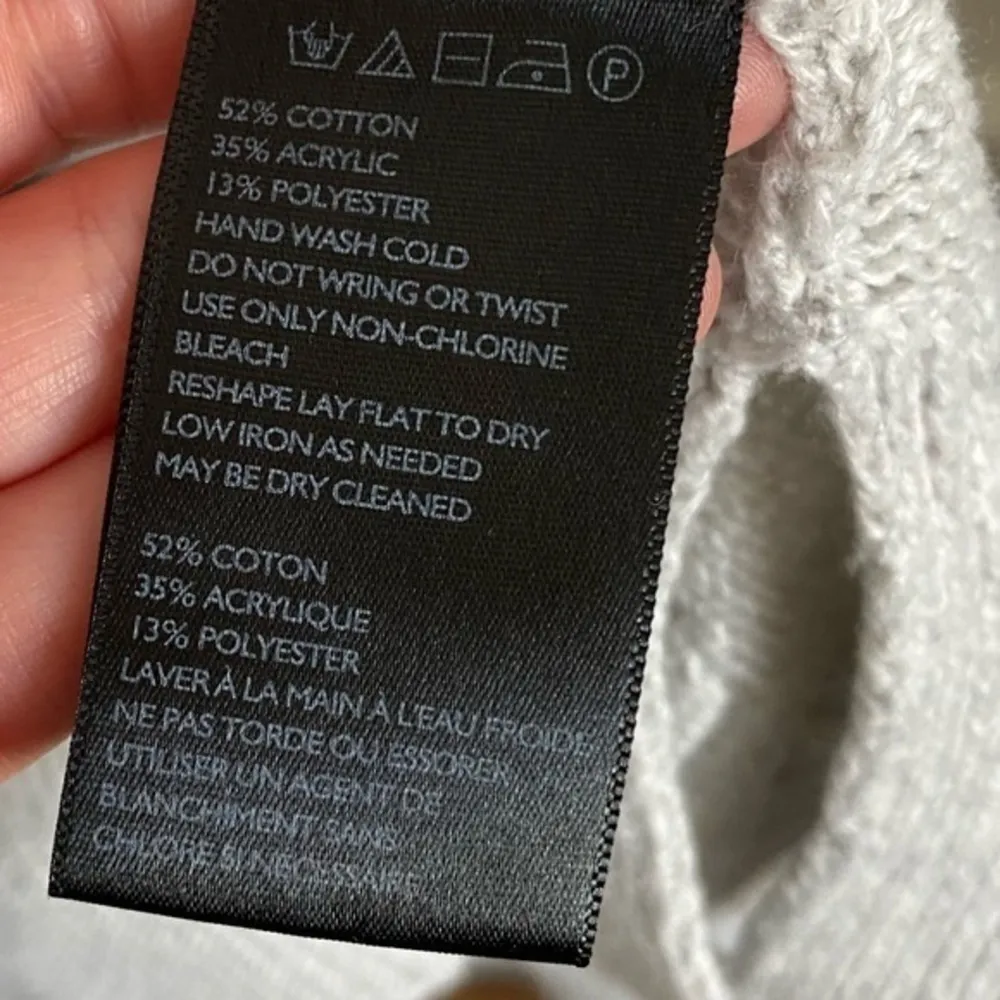 P
52% COTTON
35% ACRYLIC
13% POLYESTER
HAND WASH COLD
DO NOT WRING OR TWIST
USE ONLY NON-CHLORINE
BLEACH
RESHAPE LAY FLAT TO DRY
LOW IRON AS NEEDED
MAY BE DRY CLEANED
52% COTON
35% ACRYLIQUE
13% POLYESTER
LAVER À LA MAIN À L'EAU FROIDE
NE PAS TORDE OU ESSORER
UTILISER UN AGENT DE
BLANCHIMENT SANS
CHLORE SI NECESSAIRE